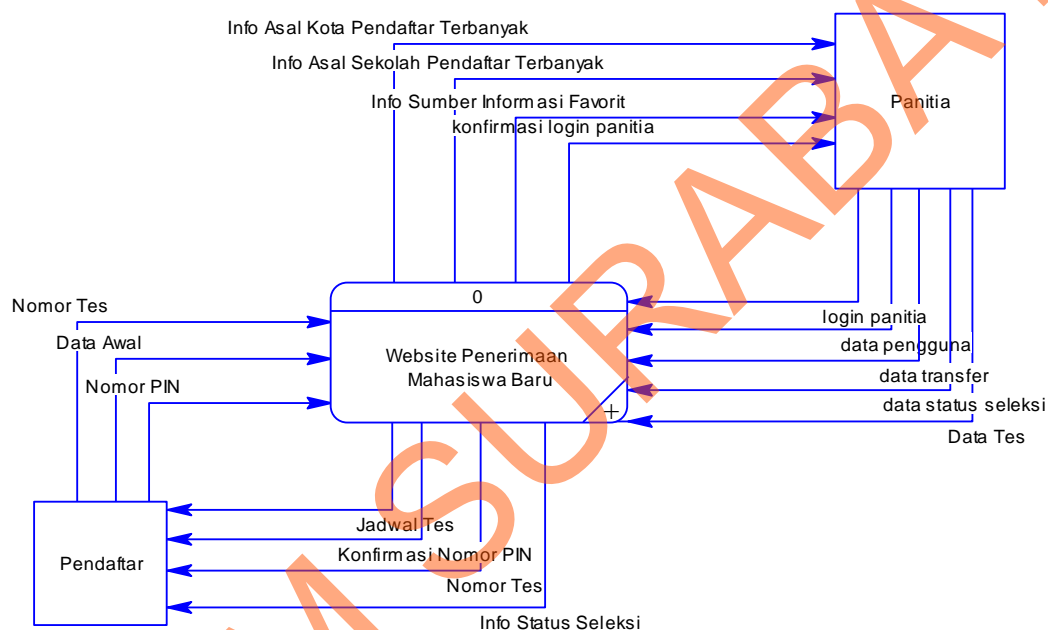 Info Asal Kota Pendaftar Terbanyak
Info Asal Sekolah Pendaftar Terbanyak
Info Sumber Informasi Favorit
konfirmasi login panitia
Panitia
0
Website Penerimaan
Mahasiswa Baru
+
Nomor Tes
Data Awal
Nomor PIN
login panitia
data pengguna
data transfer
data status seleksi
Data Tes
Pendaftar
Jadwal Tes
Konfirmasi Nomor PIN
Nomor Tes
Info Status Seleksi
M SURABA